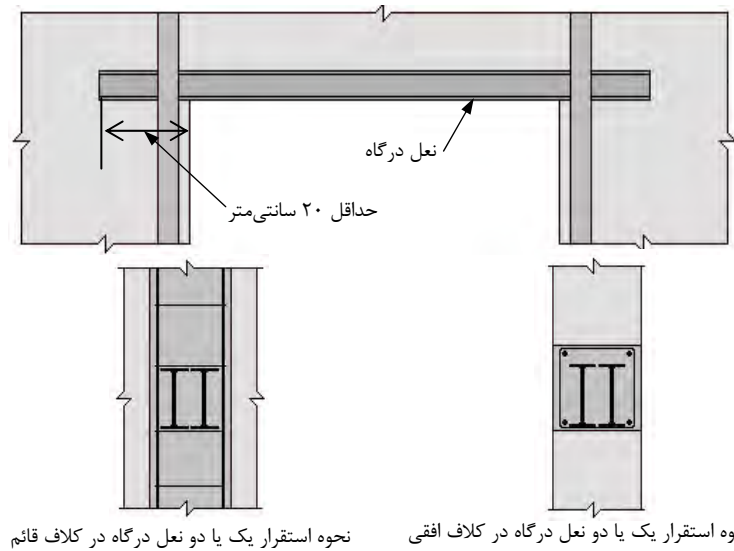 نعل درگاه
حداقل ۲۰ سانتی‌متر
وه استقرار یک یا دو نعل درگاه در کلاف افقی
نحوه استقرار یک یا دو نعل درگاه در کلاف قائم